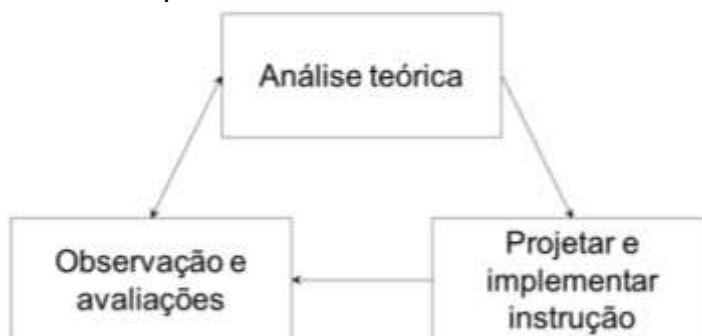 Análise teórica
Observação e
avaliações
Projetar e
implementar
instrução